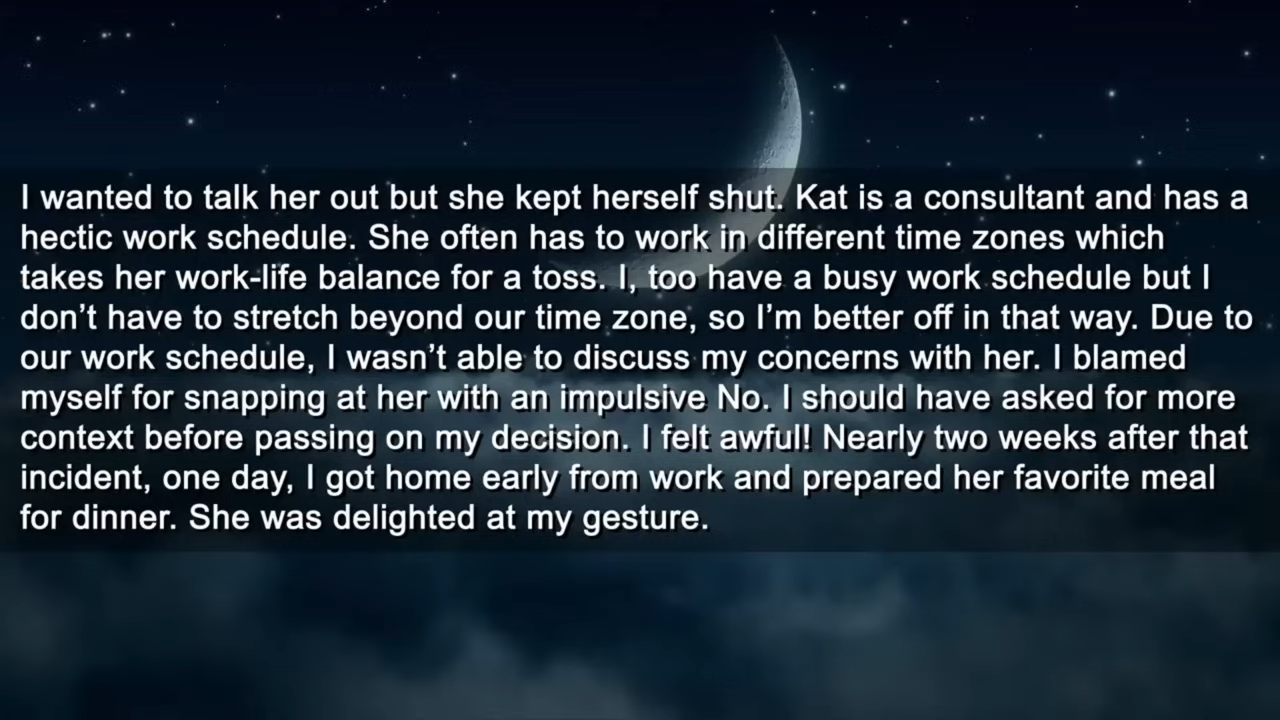 I wanted to talk her out but she kept herself shut. Kat is a consultant and has a
hectic work schedule. She often has to work in different time zones which
takes her work-life balance for a toss. I, too have a busy work schedule but I
don’t have to stretch beyond our time zone, so I’m better off in that way. Due to
our work schedule, I wasn’t able to discuss my concerns with her. I blamed
myself for snapping at her with an impulsive No. I should have asked for more
context before passing on my decision. I felt awful! Nearly two weeks after that
incident, one day, I got home early from work and prepared her favorite meal
for dinner. She was delighted at my gesture.